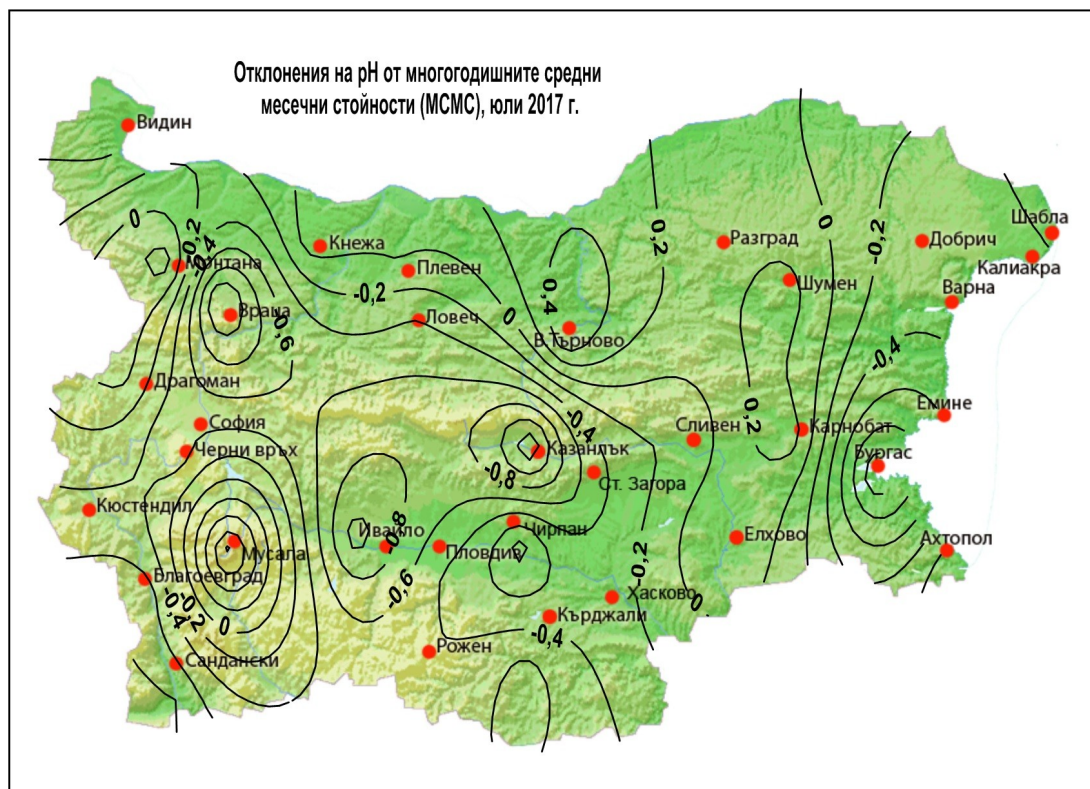 Отклонения на pH от многогодишните средни
месечни стойности (МСМС), юли 2017 г.
Видин
0
-0,2
-0,4
Монтана
Кнежа
Плевен
-0,2
Враца
-0,6
Ловеч
0
0,4
0,2
В.Търново
Разград
0
-0,2
Шумен
Добрич
Шабла
Калиакра
Варна
-0,4
Драгоман
София
Черни връх
-0,4
Казанлък
-0,8
Ст. Загора
Сливен
0,2
Карнобат
Емине
Бургас
Кюстендил
Мусала
Благоевград
-0,4
-0,2
0
Сандански
-0,8
Ивайло
Пловдив
-0,6
Чирпан
-0,2
Елхово
Ахтопол
Хасково
0
Кърджали
-0,4
Рожен